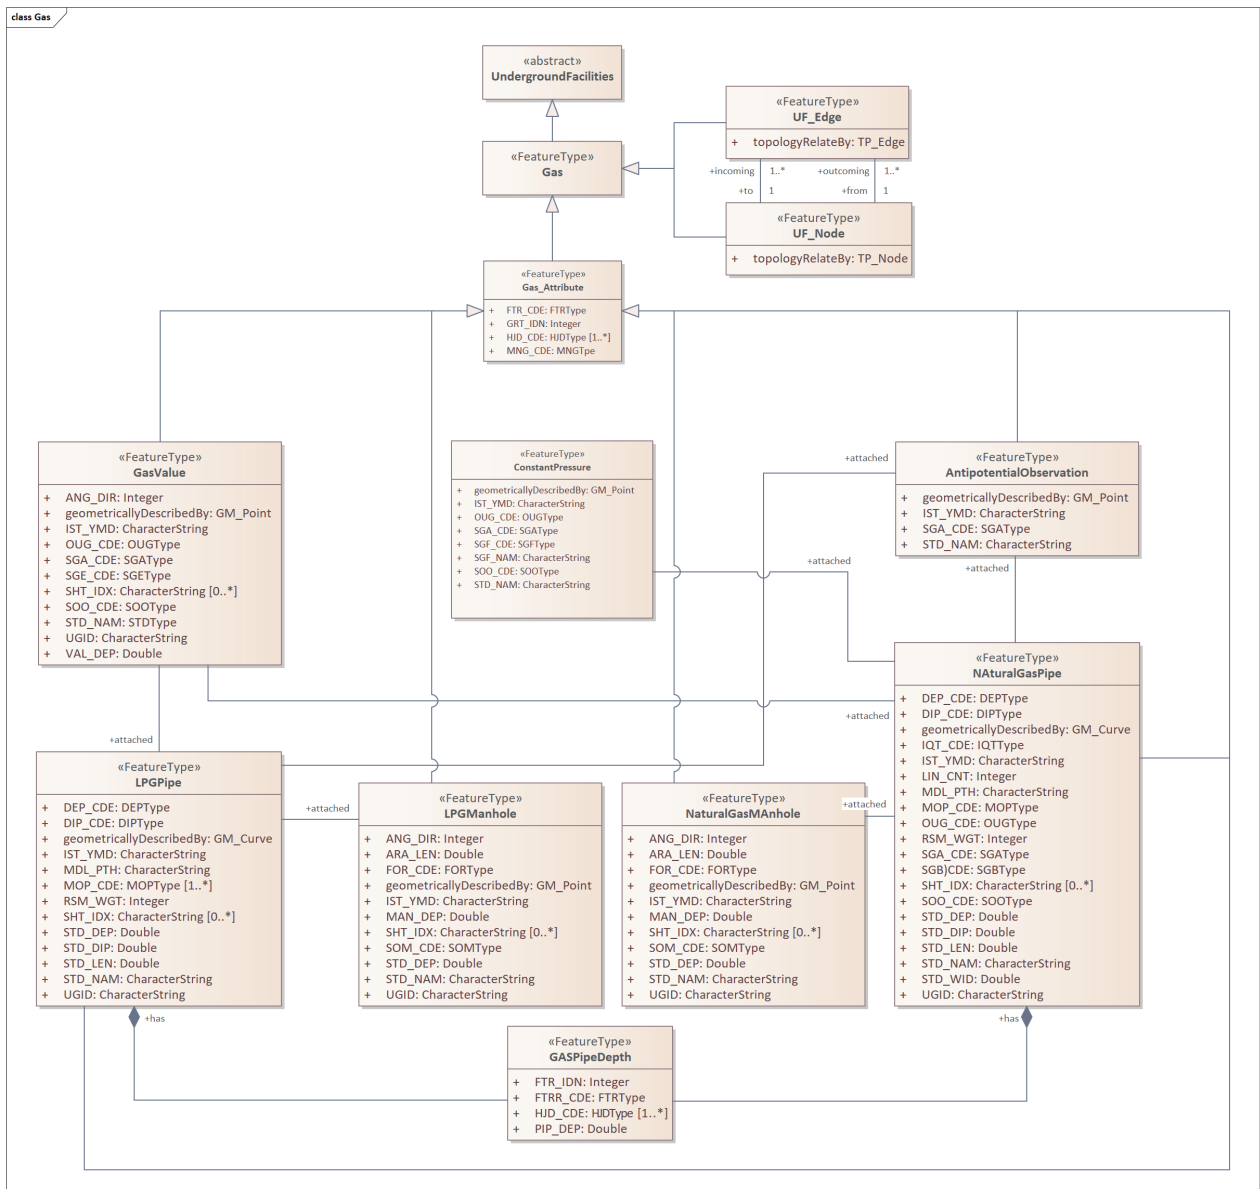 class Gas
«abstract»
UndergroundFacilities
«FeatureType»
Gas
«FeatureType»
UF_Edge
+ topologyRelateBy: TP_Edge
+incoming 1..* +outcoming 1..*
+to 1 +from 1
«FeatureType»
UF_Node
+ topologyRelateBy: TP_Node
«FeatureType»
Gas_Attribute
+ FTR_CDE: FTRType
+ GRT_IDN: Integer
+ HJD_CDE: HJDType [1..*]
+ MNG_CDE: MNGTpe
«FeatureType»
GasValue
+ ANG_DIR: Integer
+ geometricallyDescribedBy: GM_Point
+ IST_YMD: CharacterString
+ OUG_CDE: OUGType
+ SGA_CDE: SGAType
+ SGE_CDE: SGEType
+ SHT_IDX: CharacterString [0..*]
+ SOO_CDE: SOOType
+ STD_NAM: STDType
+ UGID: CharacterString
+ VAL_DEP: Double
«FeatureType»
ConstantPressure
+ geometricallyDescribedBy: GM_Point
+ IST_YMD: CharacterString
+ OUG_CDE: OUGType
+ SGA_CDE: SGAType
+ SGF_CDE: SGFType
+ SGF_NAM: CharacterString
+ SOO_CDE: SOOType
+ STD_NAM: CharacterString
+attached
«FeatureType»
AntipotentialObservation
+ geometricallyDescribedBy: GM_Point
+ IST_YMD: CharacterString
+ SGA_CDE: SGAType
+ STD_NAM: CharacterString
+attached
+attached
«FeatureType»
NAturalGasPipe
+ DEP_CDE: DEPType
+ DIP_CDE: DIPType
+ geometricallyDescribedBy: GM_Curve
+ IQT_CDE: IQTType
+ IST_YMD: CharacterString
+ LIN_CNT: Integer
+ MDL_PTH: CharacterString
+ MOP_CDE: MOPType
+ OUG_CDE: OUGType
+ RSM_WGT: Integer
+ SGA_CDE: SGAType
+ SGB)CDE: SGBType
+ SHT_IDX: CharacterString [0..*]
+ SOO_CDE: SOOType
+ STD_DEP: Double
+ STD_DIP: Double
+ STD_LEN: Double
+ STD_NAM: CharacterString
+ STD_WID: Double
+ UGID: CharacterString
+attached
+attached
«FeatureType»
LPGPipe
+ DEP_CDE: DEPType
+ DIP_CDE: DIPType
+ geometricallyDescribedBy: GM_Curve
+ IST_YMD: CharacterString
+ MDL_PTH: CharacterString
+ MOP_CDE: MOPType [1..*]
+ RSM_WGT: Integer
+ SHT_IDX: CharacterString [0..*]
+ STD_DEP: Double
+ STD_DIP: Double
+ STD_LEN: Double
+ STD_NAM: CharacterString
+ UGID: CharacterString
+attached
«FeatureType»
LPGManhole
+ ANG_DIR: Integer
+ ARA_LEN: Double
+ FOR_CDE: FORType
+ geometricallyDescribedBy: GM_Point
+ IST_YMD: CharacterString
+ MAN_DEP: Double
+ SHT_IDX: CharacterString [0..*]
+ SOM_CDE: SOMType
+ STD_DEP: Double
+ STD_NAM: CharacterString
+ UGID: CharacterString
«FeatureType»
NaturalGasMAnhole
+ ANG_DIR: Integer
+ ARA_LEN: Double
+ FOR_CDE: FORType
+ geometricallyDescribedBy: GM_Point
+ IST_YMD: CharacterString
+ MAN_DEP: Double
+ SHT_IDX: CharacterString [0..*]
+ SOM_CDE: SOMType
+ STD_DEP: Double
+ STD_NAM: CharacterString
+ UGID: CharacterString
+attached
+has
+has
«FeatureType»
GASPipeDepth
+ FTR_IDN: Integer
+ FTRR_CDE: FTRType
+ HJD_CDE: HJDType [1..*]
+ PIP_DEP: Double